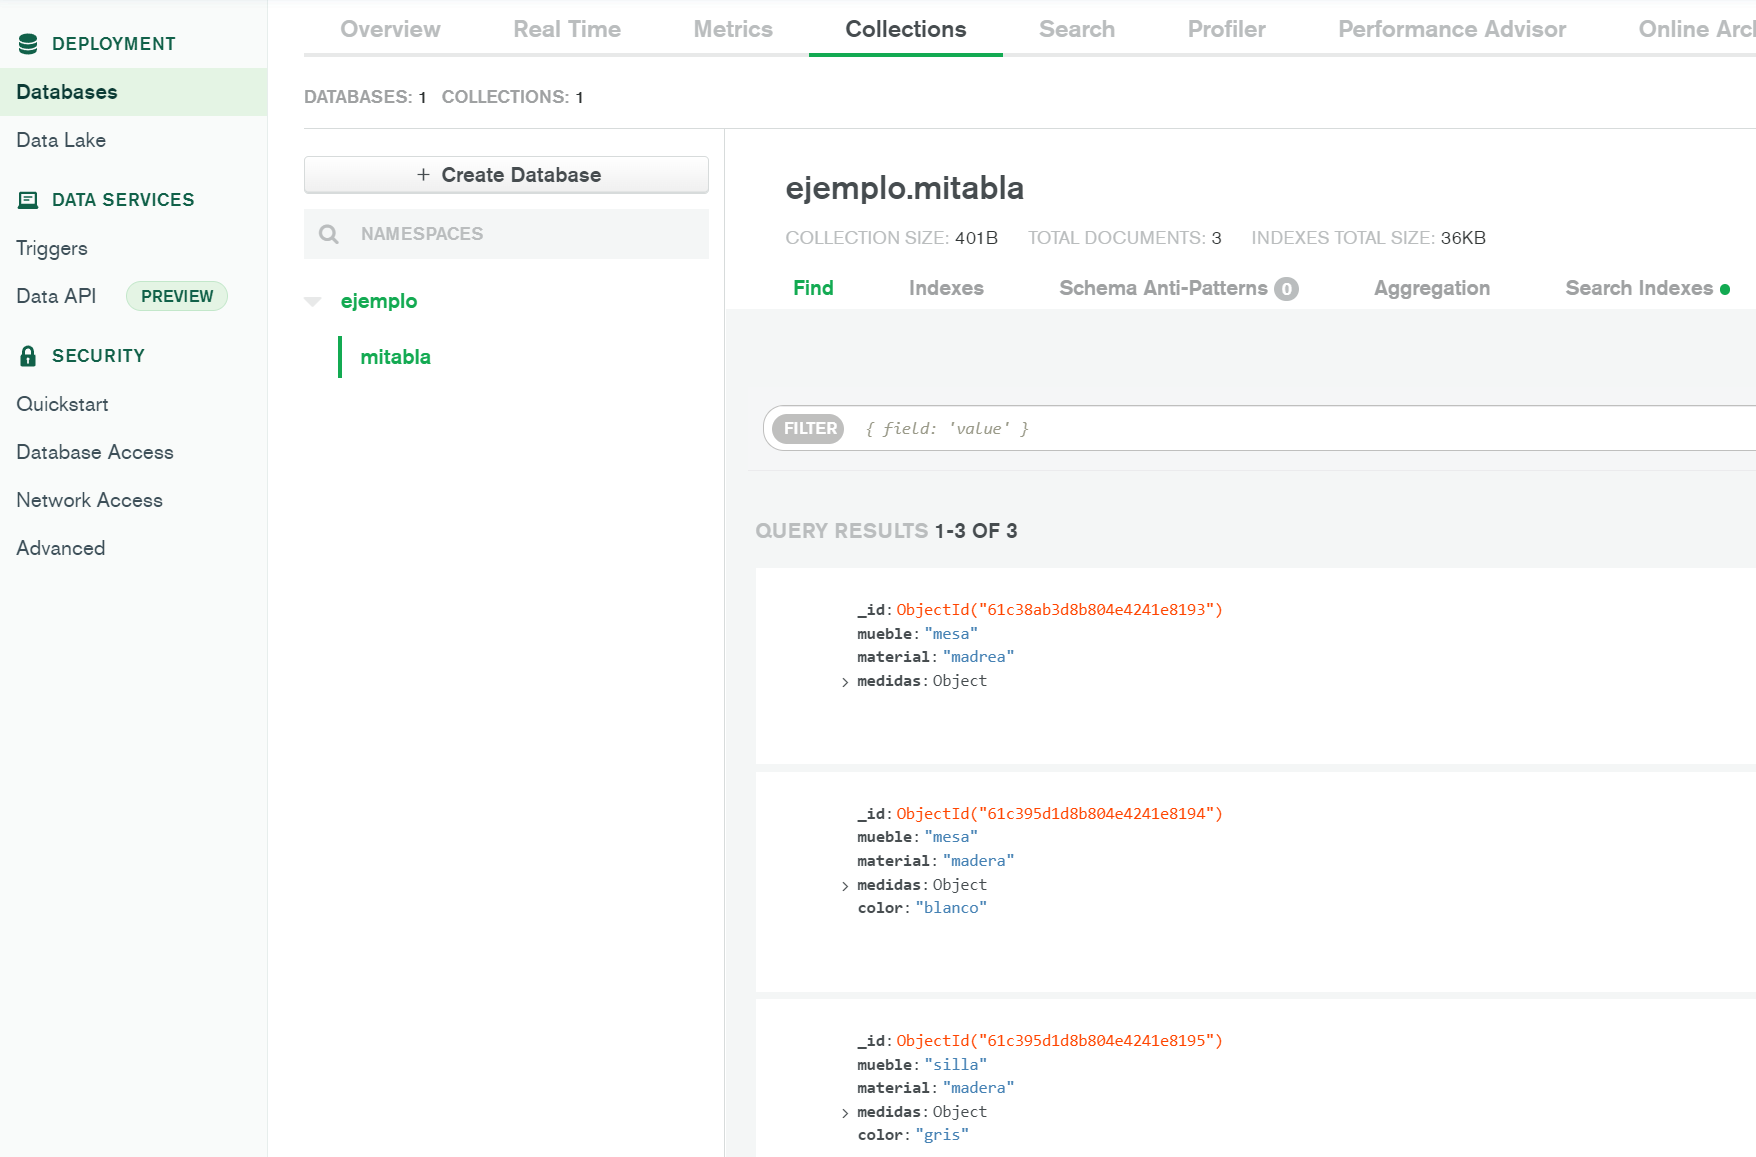 DEPLOYMENT
Databases
Data Lake
DATA SERVICES
Triggers
Data API PREVIEW
SECURITY
Quickstart
Database Access
Network Access
Advanced
Overview Real Time Metrics Collections Search Profiler Performance Advisor Online Arc
DATABASES: 1 COLLECTIONS: 1
+ Create Database
NAMESPACES
ejemplo
mitabla
ejemplo.mitabla
COLLECTION SIZE: 401B TOTAL DOCUMENTS: 3 INDEXES TOTAL SIZE: 36KB
Find Indexes Schema Anti-Patterns 0 Aggregation Search Indexes
FILTER { field: 'value' }
QUERY RESULTS 1-3 OF 3
_id: ObjectId("61c38ab3d8b804e4241e8193")
mueble: "mesa"
material: "madrea"
medidas: Object
_id: ObjectId("61c395d1d8b804e4241e8194")
mueble: "mesa"
material: "madera"
medidas: Object
color: "blanco"
_id: ObjectId("61c395d1d8b804e4241e8195")
mueble: "silla"
material: "madera"
medidas: Object
color: "gris"